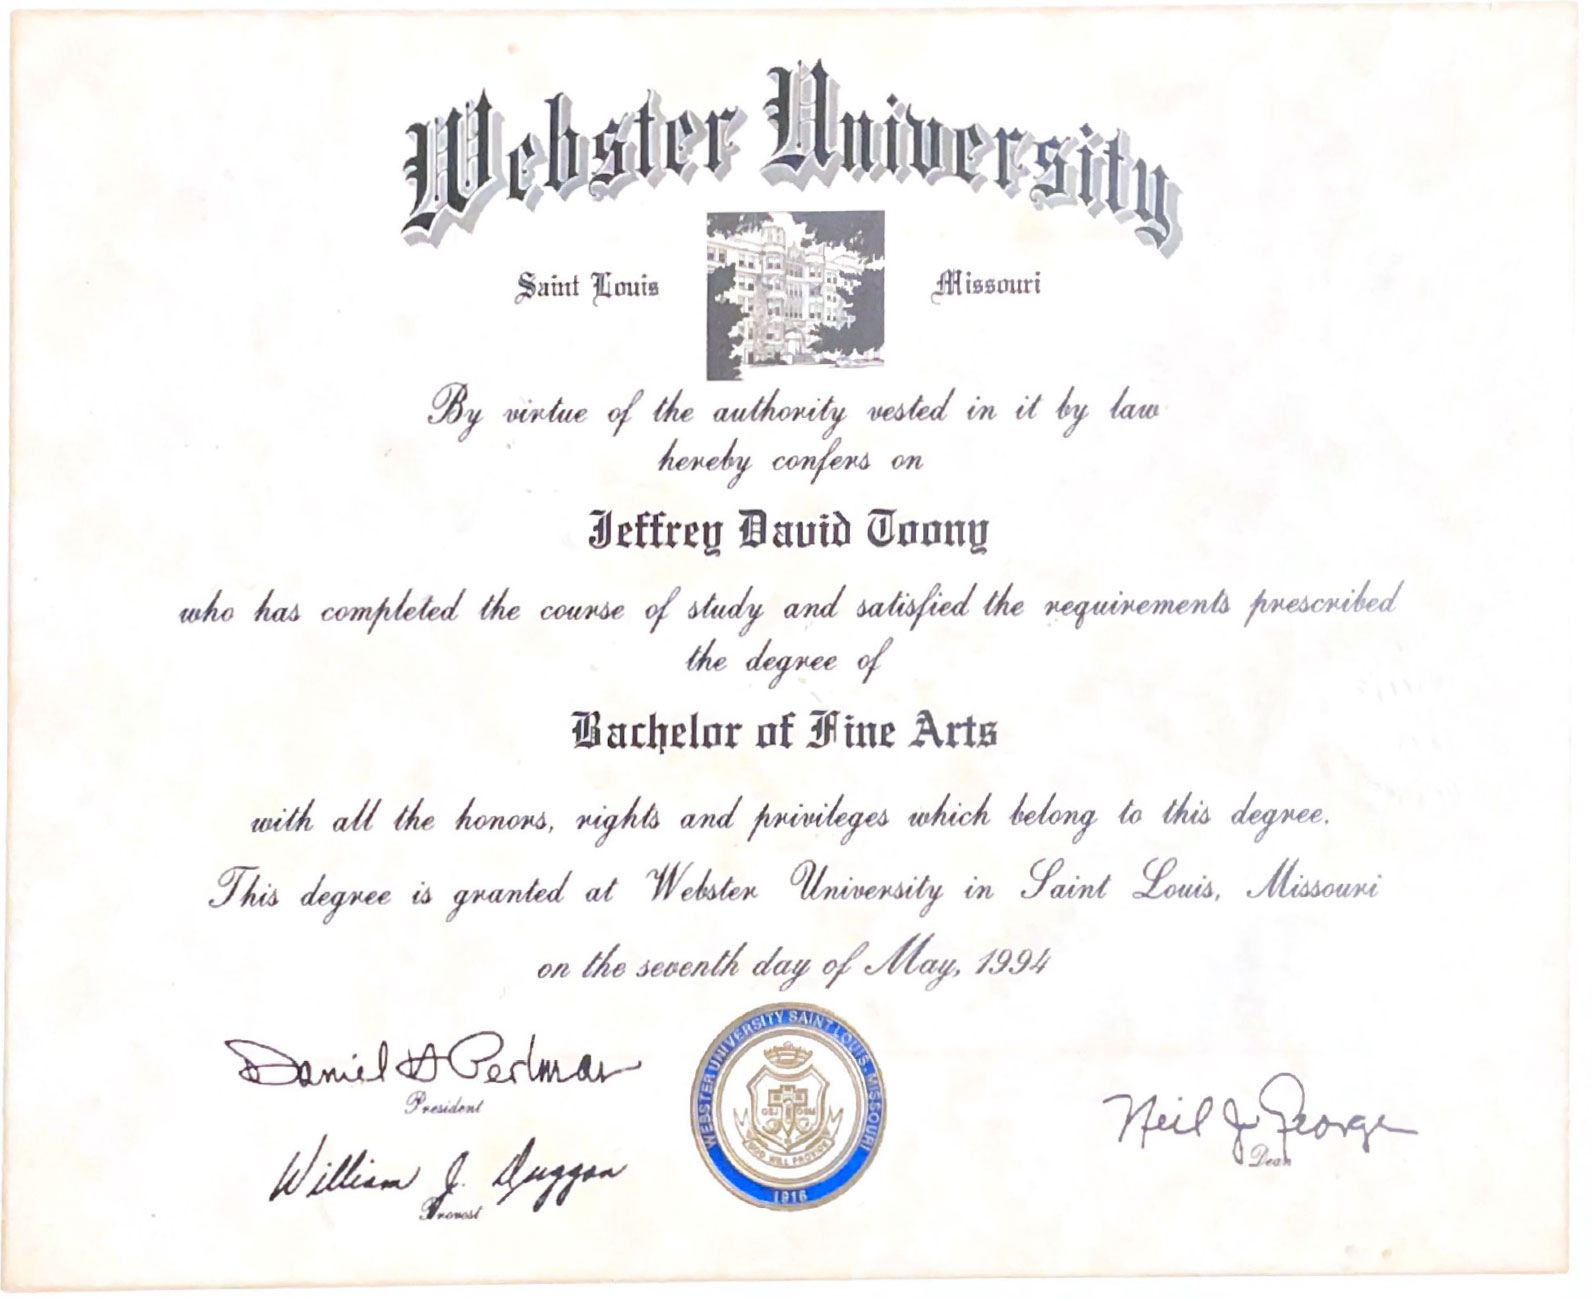 Webster University
Saint Louis Missouri
By virtue of the authority vested in it by law
hereby confers on
Jeffrey David Toony
who has completed the course of study and satisfied the requirements prescribed
the degree of
Bachelor of Fine Arts
with all the honors, rights and privileges which belong to this degree.
This degree is granted at Webster University in Saint Louis, Missouri
on the seventh day of May, 1994
Daniel H Perlman
President
William J. Duggan
Provost
WEBSTER UNIVERSITY SAINT LOUIS, MISSOURI
GOD WILL PROVIDE
1916
Neil J George
Dean